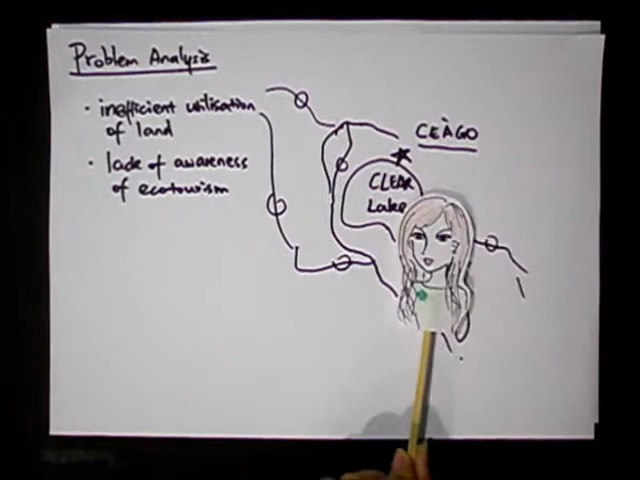 Problem Analysis
• inefficient utilisation
of land
• lack of awareness
of ecotourism
CEÀGO
CLEAR
Lake